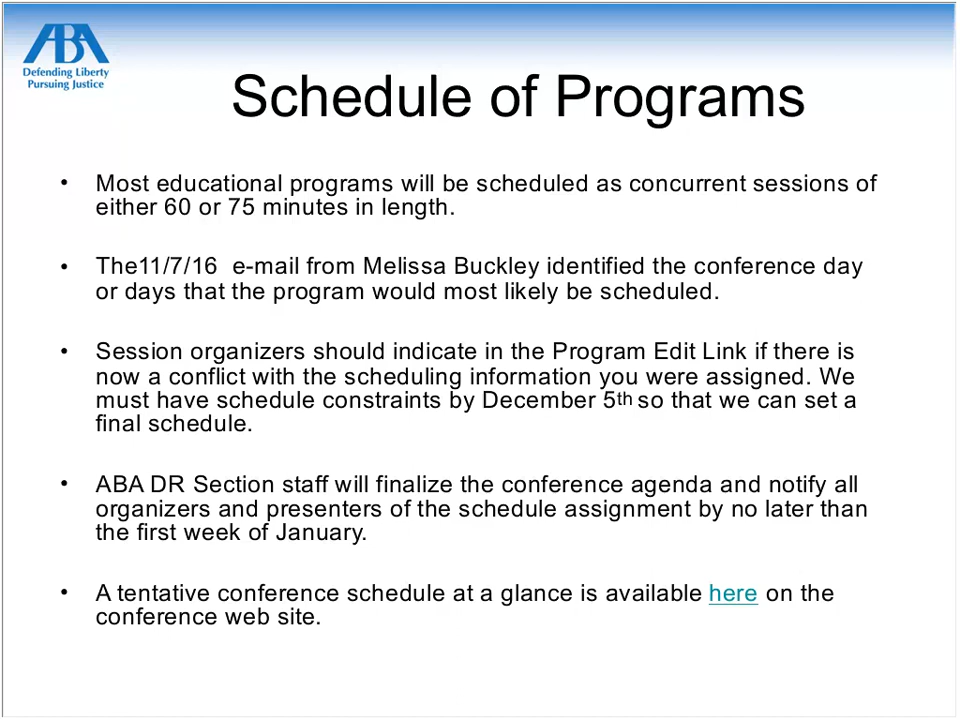 ABA
Defending Liberty
Pursuing Justice
Schedule of Programs
• Most educational programs will be scheduled as concurrent sessions of
either 60 or 75 minutes in length.
• The11/7/16  e-mail from Melissa Buckley identified the conference day
or days that the program would most likely be scheduled.
• Session organizers should indicate in the Program Edit Link if there is
now a conflict with the scheduling information you were assigned. We
must have schedule constraints by December 5th so that we can set a
final schedule.
• ABA DR Section staff will finalize the conference agenda and notify all
organizers and presenters of the schedule assignment by no later than
the first week of January.
• A tentative conference schedule at a glance is available here on the
conference web site.